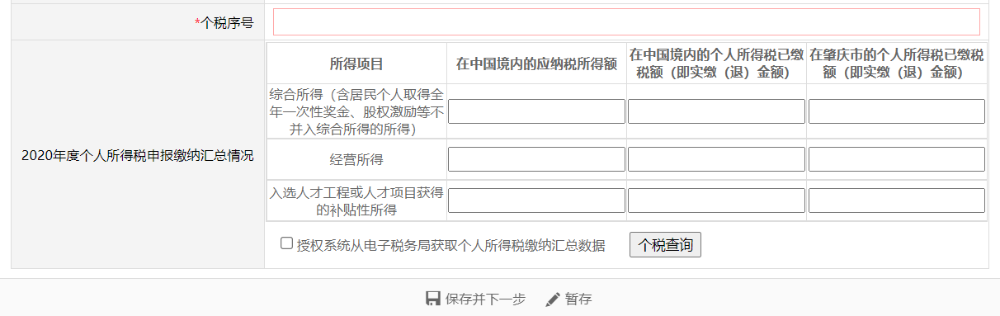 *个税序号
所得项目
在中国境内的应纳税所得额
在中国境内的个人所得税已缴
税额（即实缴（退）金额）
在肇庆市的个人所得税已缴税
额（即实缴（退）金额）
综合所得（含居民个人取得全
年一次性奖金、股权激励等不
并入综合所得的所得）
2020年度个人所得税申报缴纳汇总情况
经营所得
入选人才工程或人才项目获得
的补贴性所得
授权系统从电子税务局获取个人所得税缴纳汇总数据
个税查询
保存并下一步
暂存